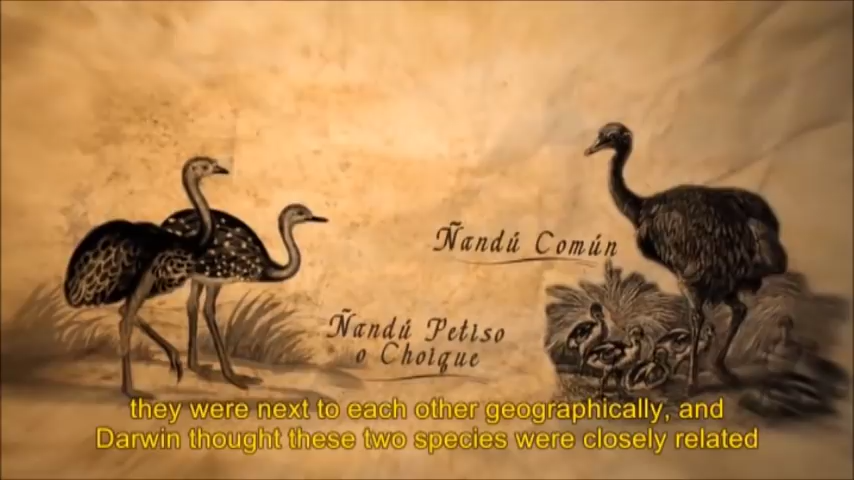 Ñandú Común
Ñandú Petiso
o Choique
they were next to each other geographically, and
Darwin thought these two species were closely related